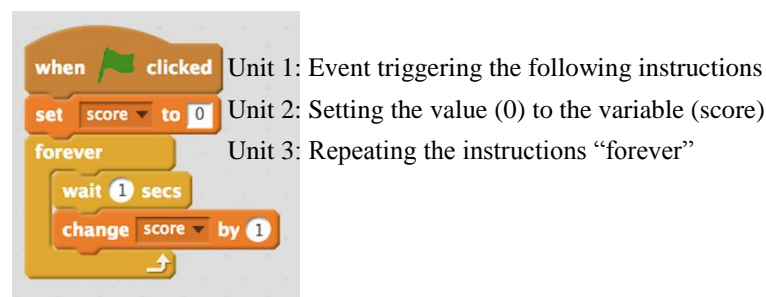 when clicked Unit 1: Event triggering the following instructions
set score to 0 Unit 2: Setting the value (0) to the variable (score)
forever Unit 3: Repeating the instructions “forever”
wait 1 secs
change score by 1